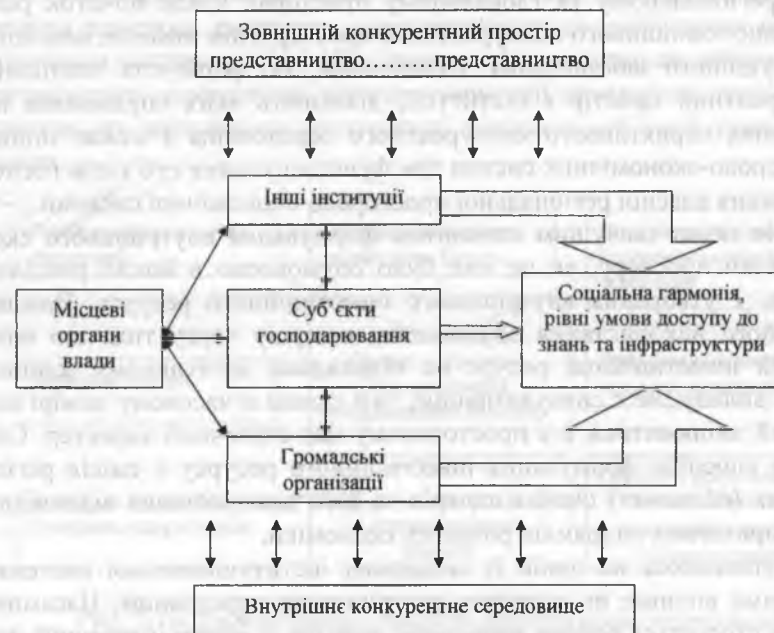 Зовнішній конкурентний простір
представництво........представництво
Інші інституції
Місцеві
органи
влади
Суб’єкти
господарювання
Соціальна гармонія,
рівні умови доступу до
знань та інфраструктури
Громадські
організації
Внутрішнє конкурентне середовище